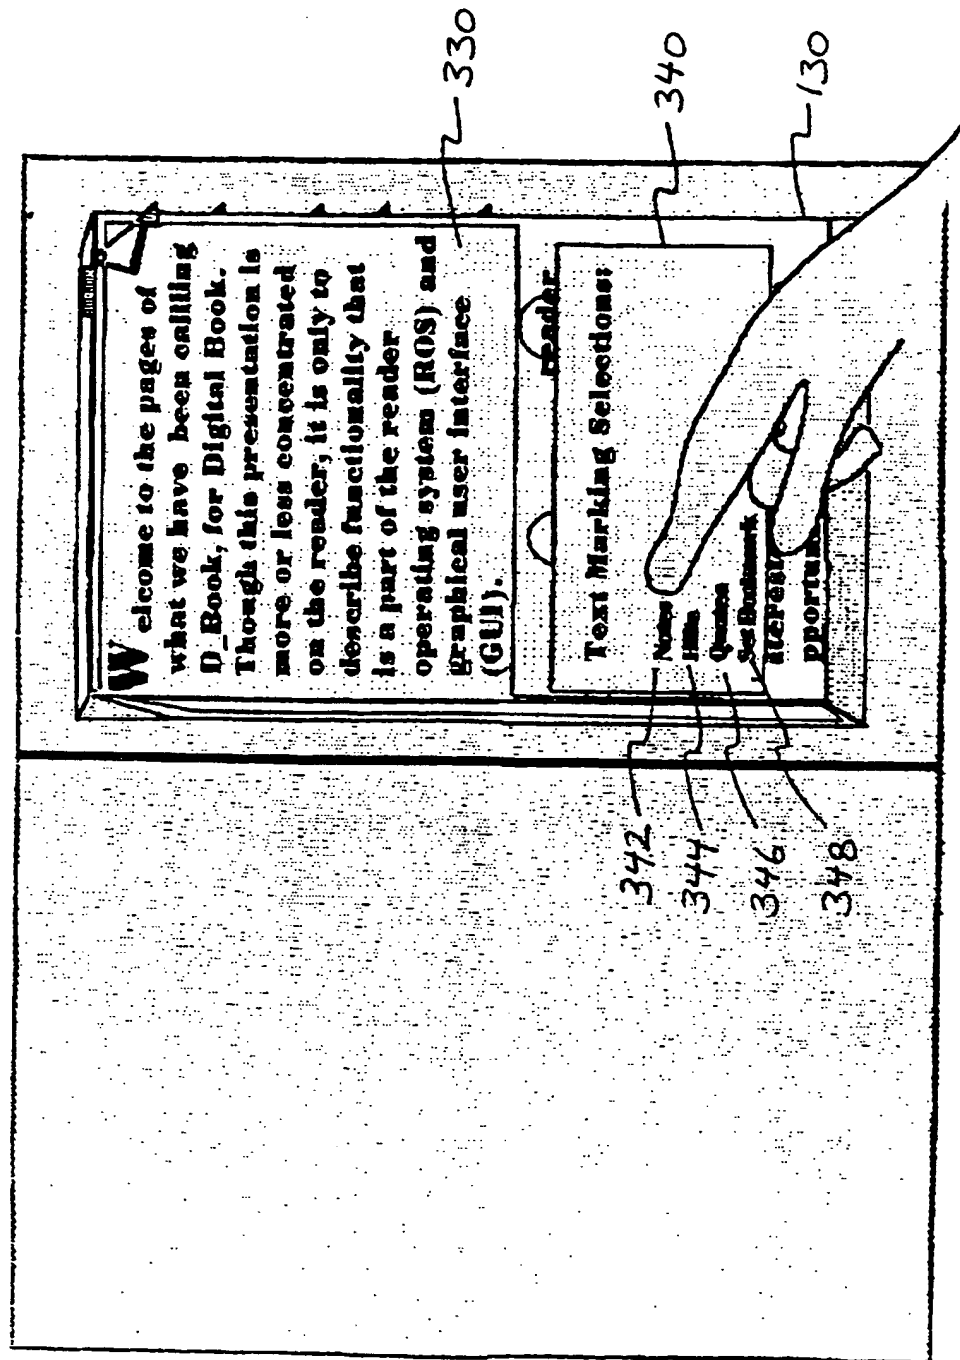 Welcome to the pages of
what we have been calling
D_Book, for Digital Book.
Though this presentation is
more or less concentrated
on the reader, it is only to
describe functionality that
is a part of the reader
operating system (ROS) and
graphical user interface
(GUI).
reader
Text Marking Selections:
Notes
Quotes
Set Bookmark
pportun
330
340
130
342
344
346
348